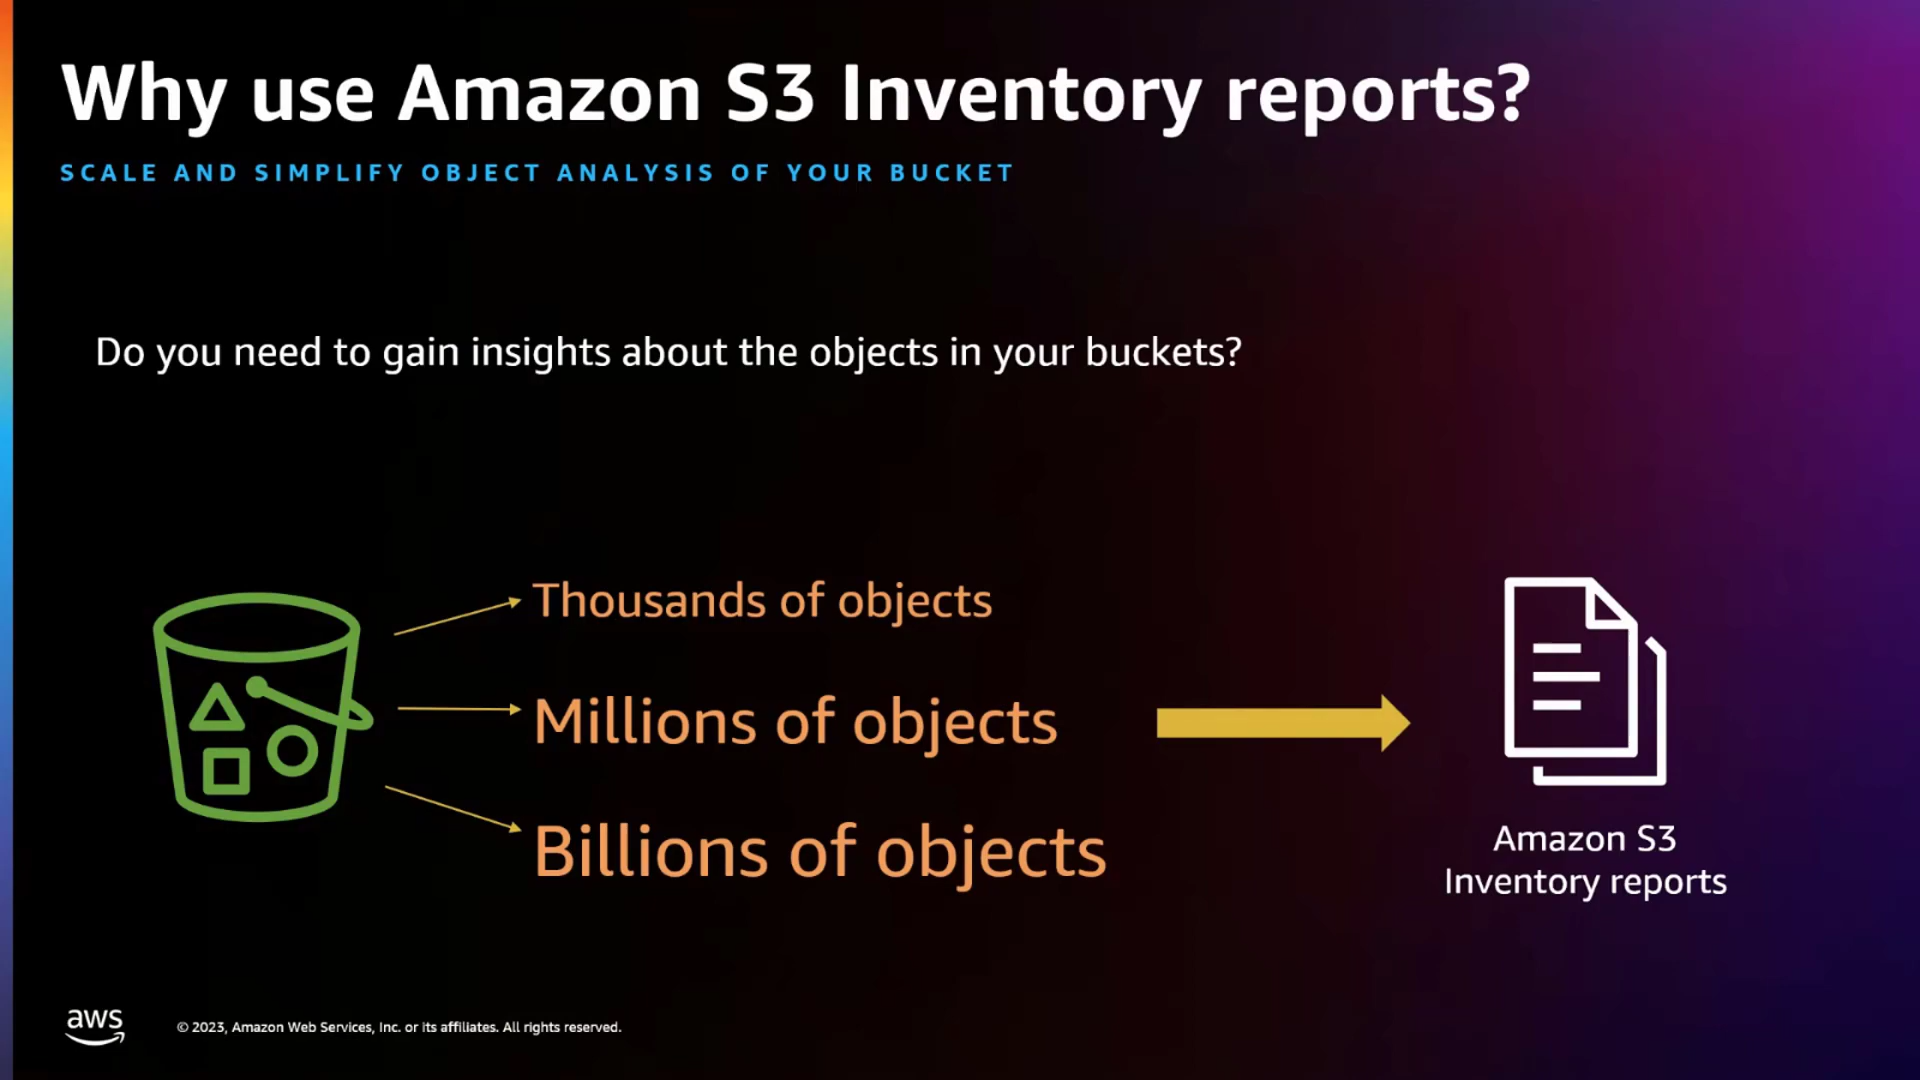 Why use Amazon S3 Inventory reports?
SCALE AND SIMPLIFY OBJECT ANALYSIS OF YOUR BUCKET
Do you need to gain insights about the objects in your buckets?
Thousands of objects
Millions of objects
Billions of objects
Amazon S3
Inventory reports
aws
© 2023, Amazon Web Services, Inc. or its affiliates. All rights reserved.